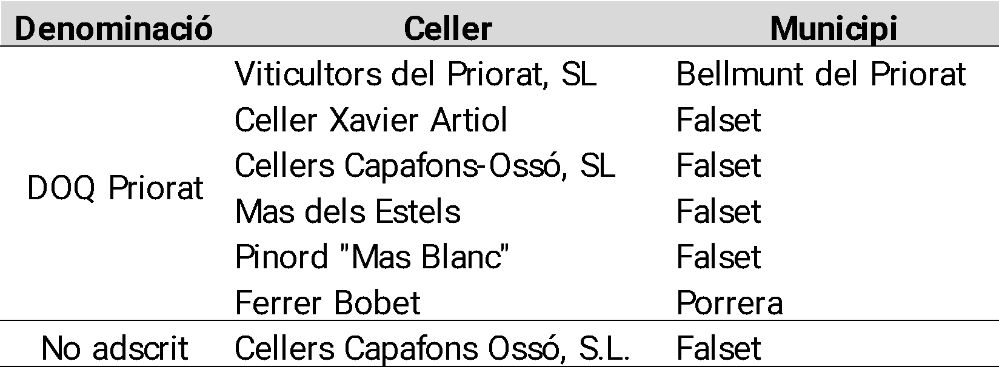 Denominació Celler Municipi
Viticultors del Priorat, SL Bellmunt del Priorat
Celler Xavier Artiol Falset
Cellers Capafons-Ossó, SL Falset
DOQ Priorat
Mas dels Estels Falset
Pinord "Mas Blanc" Falset
Ferrer Bobet Porrera
No adscrit Cellers Capafons Ossó, S.L. Falset